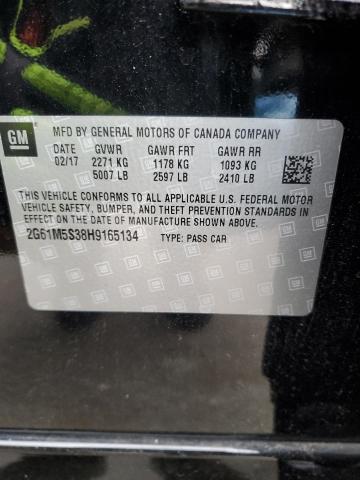 GM MFD BY GENERAL MOTORS OF CANADA COMPANY
DATE GVWR GAWR FRT GAWR RR
02/17 2271 KG 1178 KG 1093 KG
5007 LB 2597 LB 2410 LB
THIS VEHICLE CONFORMS TO ALL APPLICABLE U.S. FEDERAL MOTOR
VEHICLE SAFETY, BUMPER, AND THEFT PREVENTION STANDARDS
IN EFFECT ON THE DATE OF MANUFACTURE SHOWN ABOVE.
2G61M5S38H9165134 TYPE: PASS CAR